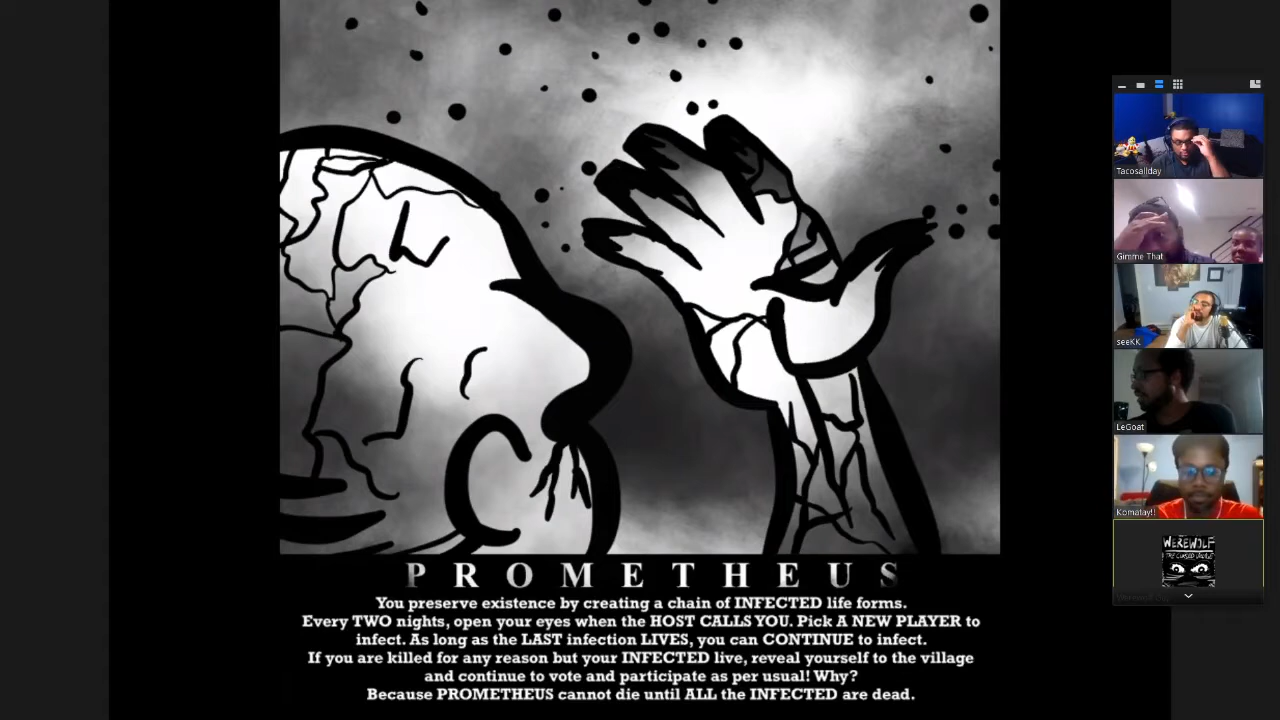 Tacosallday
Gimme That
seeKK
LeGoat
Komatay!!
WEREWOLF
THE CURSED VILLAGE
PROMETHEUS
You preserve existence by creating a chain of INFECTED life forms.
Every TWO nights, open your eyes when the HOST CALLS YOU. Pick A NEW PLAYER to
infect. As long as the LAST infection LIVES, you can CONTINUE to infect.
If you are killed for any reason but your INFECTED live, reveal yourself to the village
and continue to vote and participate as per usual! Why?
Because PROMETHEUS cannot die until ALL the INFECTED are dead.